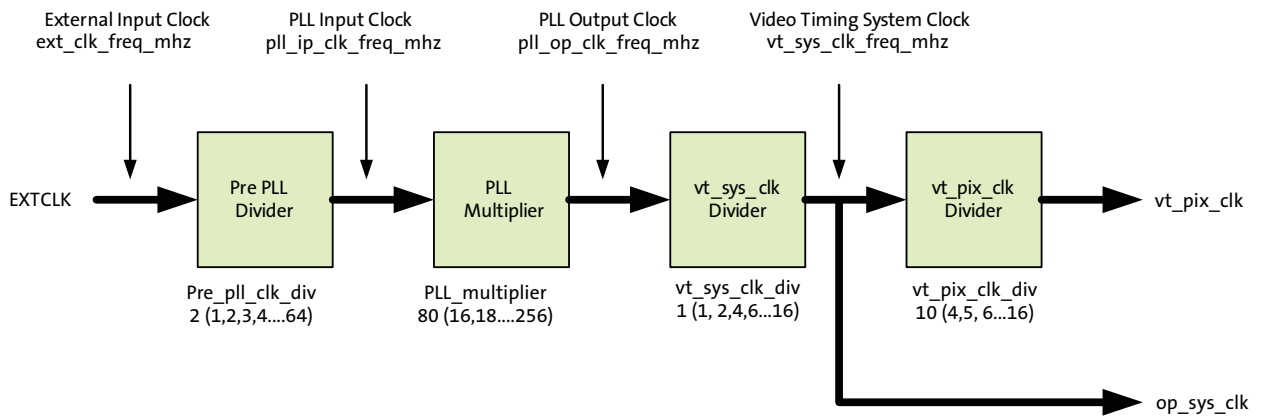 External Input Clock
ext_clk_freq_mhz
PLL Input Clock
pll_ip_clk_freq_mhz
PLL Output Clock
pll_op_clk_freq_mhz
Video Timing System Clock
vt_sys_clk_freq_mhz
EXTCLK
Pre PLL
Divider
PLL
Multiplier
vt_sys_clk
Divider
vt_pix_clk
Divider
vt_pix_clk
Pre_pll_clk_div
2 (1,2,3,4....64)
PLL_multiplier
80 (16,18....256)
vt_sys_clk_div
1 (1, 2,4,6...16)
vt_pix_clk_div
10 (4,5, 6...16)
op_sys_clk